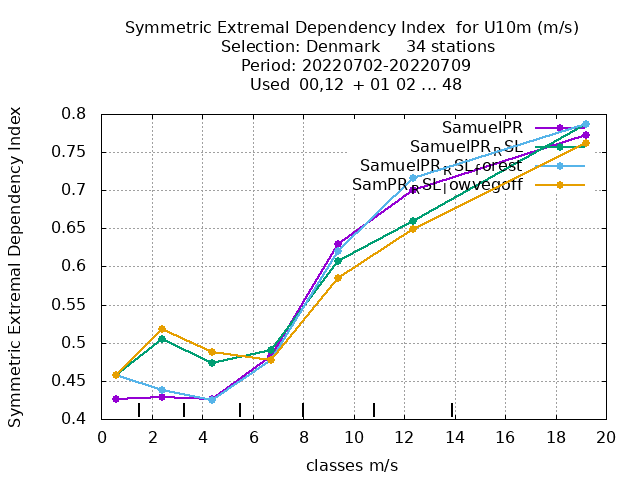 Symmetric Extremal Dependency Index  for U10m (m/s)
Selection: Denmark     34 stations
Period: 20220702-20220709
Used  00,12  + 01 02 ... 48
Symmetric Extremal Dependency Index
0.8
0.75
0.7
0.65
0.6
0.55
0.5
0.45
0.4
SamuelPR
SamuelPR_RSL
SamuelPR_RSL_forest
SamPR_RSL_lowvegoff
0 2 4 6 8 10 12 14 16 18 20
classes m/s